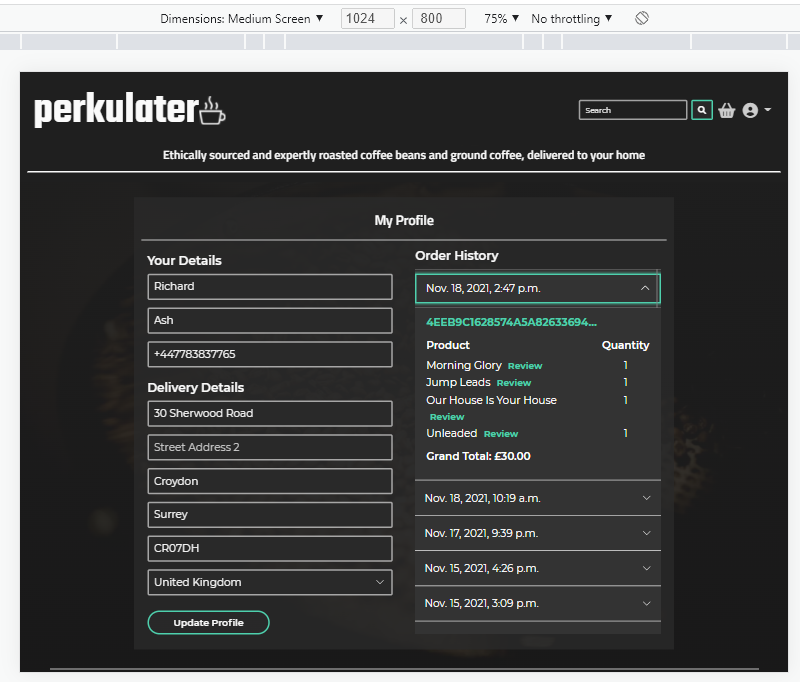 Dimensions: Medium Screen ▼ 1024 × 800 75% ▼ No throttling ▼
perkulater
Search
Ethically sourced and expertly roasted coffee beans and ground coffee, delivered to your home
My Profile
Your Details
Richard
Ash
+447783837765
Delivery Details
30 Sherwood Road
Street Address 2
Croydon
Surrey
CR07DH
United Kingdom
Update Profile
Order History
Nov. 18, 2021, 2:47 p.m.
4EEB9C1628574A5A82633694...
Product Quantity
Morning Glory Review 1
Jump Leads Review 1
Our House Is Your House 1
Review
Unleaded Review 1
Grand Total: £30.00
Nov. 18, 2021, 10:19 a.m.
Nov. 17, 2021, 9:39 p.m.
Nov. 15, 2021, 4:26 p.m.
Nov. 15, 2021, 3:09 p.m.